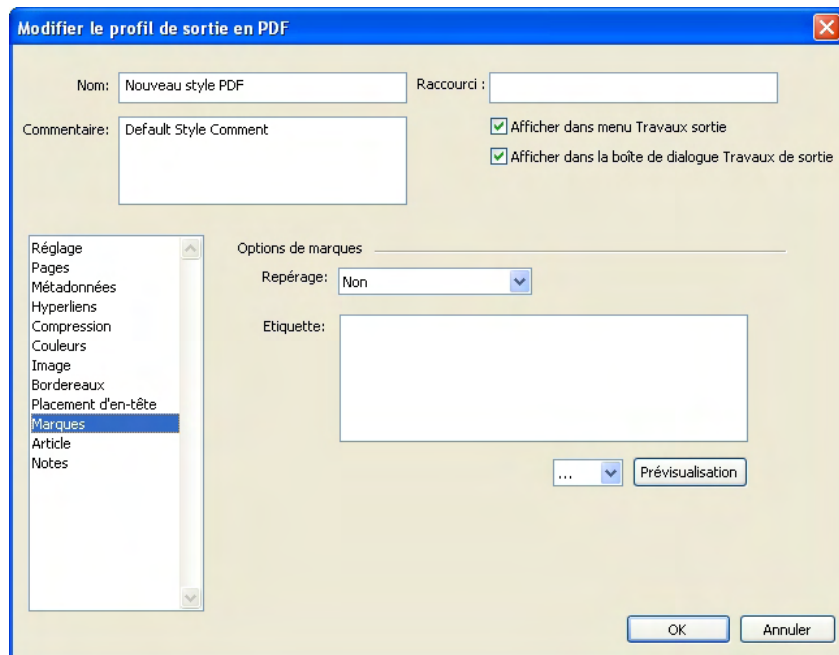 Modifier le profil de sortie en PDF
Nom: Nouveau style PDF
Raccourci :
Commentaire: Default Style Comment
Afficher dans menu Travaux sortie
Afficher dans la boîte de dialogue Travaux de sortie
Réglage
Pages
Métadonnées
Hyperliens
Compression
Couleurs
Image
Bordereaux
Placement d'en-tête
Marques
Article
Notes
Options de marques
Repérage: Non
Etiquette:
... Prévisualisation
OK Annuler